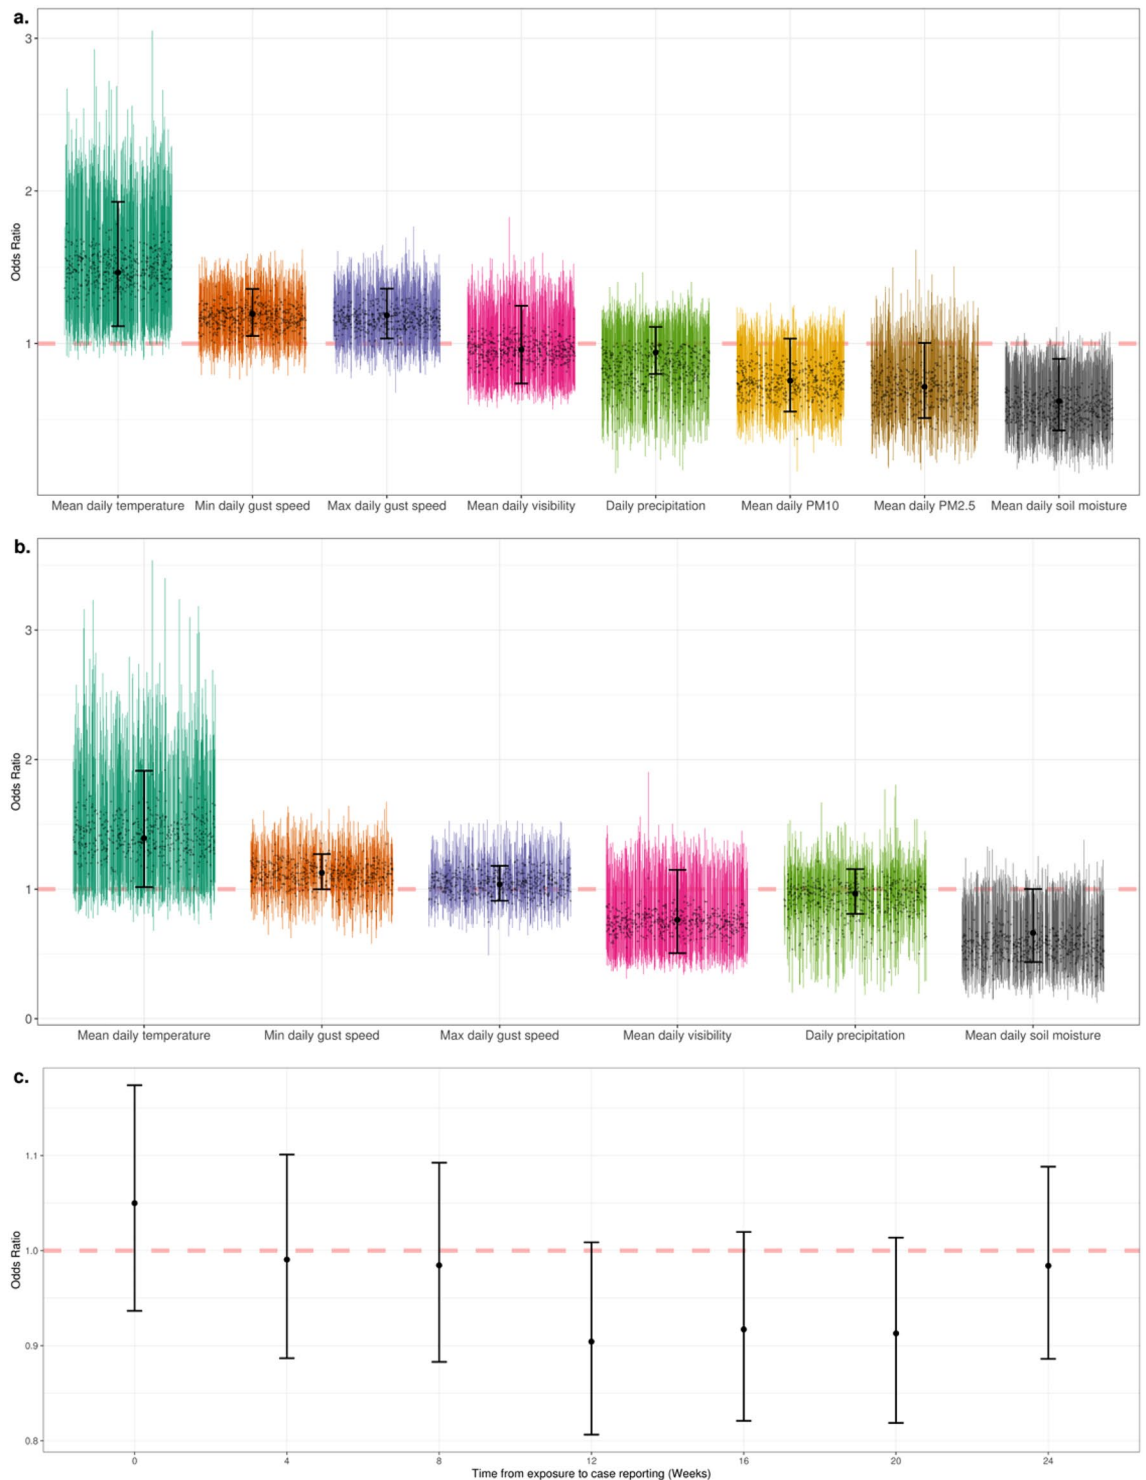 a.
3
2
1
Odds Ratio
Mean daily temperature Min daily gust speed Max daily gust speed Mean daily visibility Daily precipitation Mean daily PM10 Mean daily PM2.5 Mean daily soil moisture
b.
3
2
1
0
Odds Ratio
Mean daily temperature Min daily gust speed Max daily gust speed Mean daily visibility Daily precipitation Mean daily soil moisture
c.
1.1
1.0
0.9
0.8
Odds Ratio
0 4 8 12 16 20 24
Time from exposure to case reporting (Weeks)